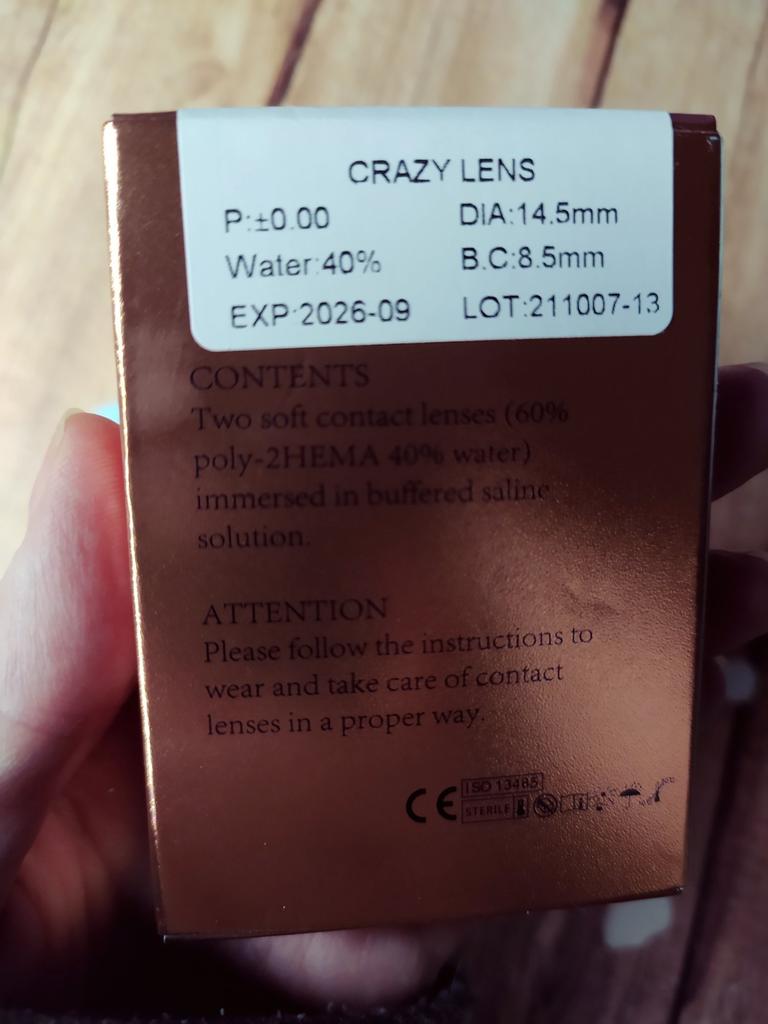 CRAZY LENS
P:±0.00 DIA:14.5mm
Water:40% B.C:8.5mm
EXP:2026-09 LOT:211007-13
CONTENTS
Two soft contact lenses (60%
poly-2HEMA 40% water)
immersed in buffered saline
solution.
ATTENTION
Please follow the instructions to
wear and take care of contact
lenses in a proper way.
CE
ISO 13485
STERILE